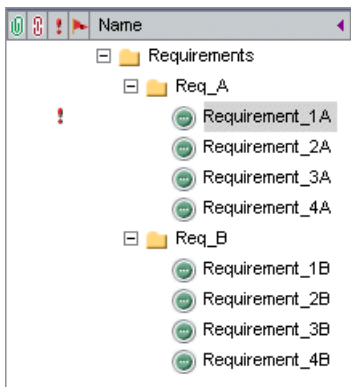 Name
Requirements
Req_A
Requirement_1A
Requirement_2A
Requirement_3A
Requirement_4A
Req_B
Requirement_1B
Requirement_2B
Requirement_3B
Requirement_4B